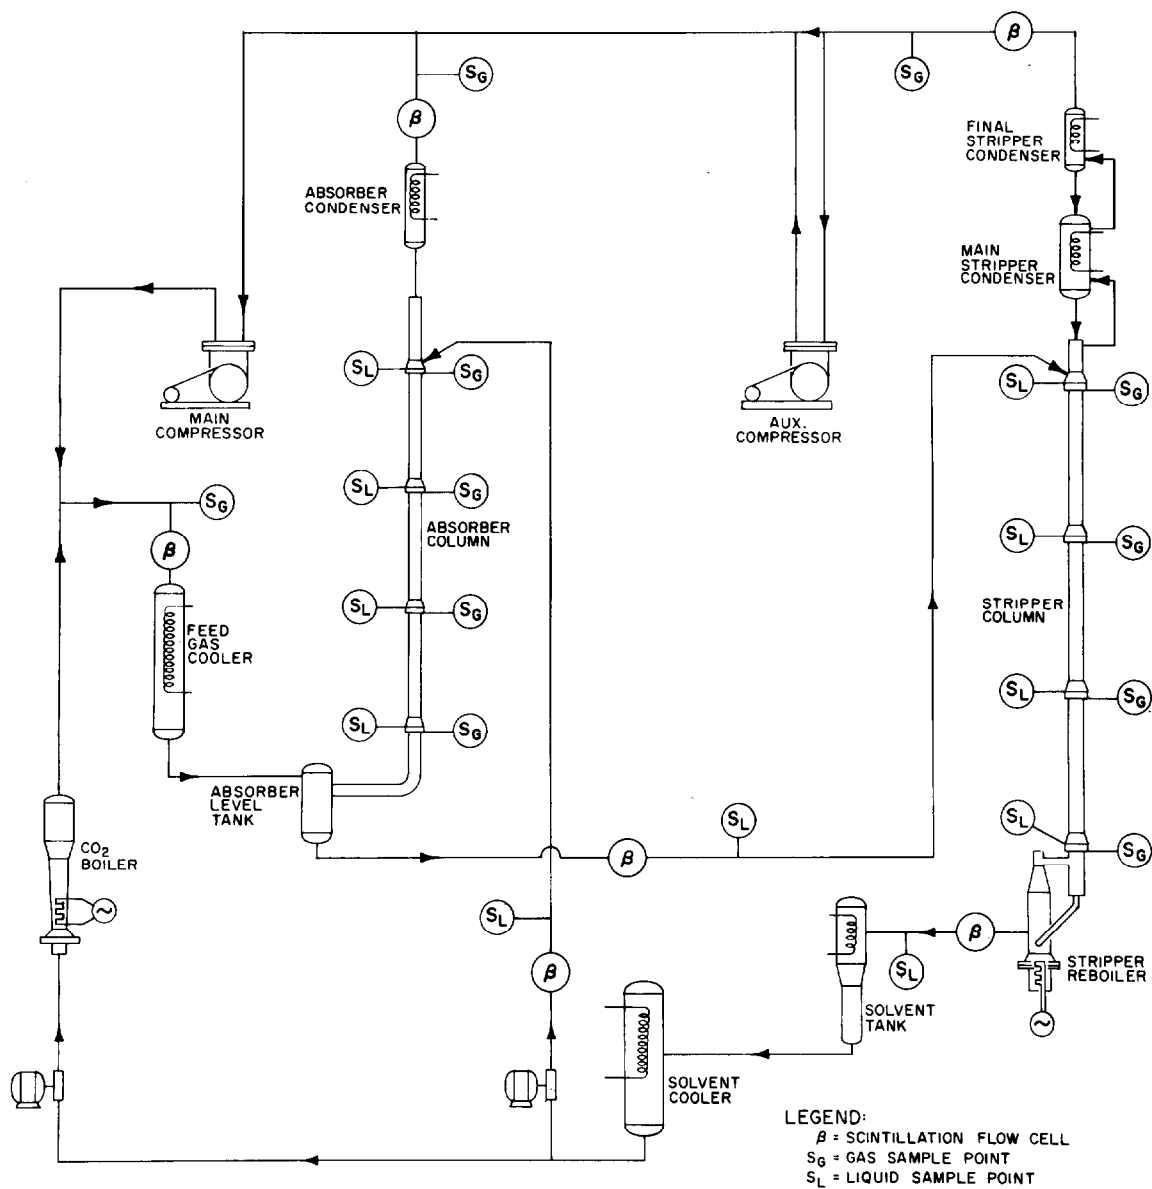 β
S_G
S_G
β
FINAL
STRIPPER
CONDENSER
ABSORBER
CONDENSER
MAIN
STRIPPER
CONDENSER
S_L
S_G
S_L
S_G
MAIN
COMPRESSOR
AUX.
COMPRESSOR
S_L
S_G
S_G
β
ABSORBER
COLUMN
S_L
S_G
S_L
S_G
STRIPPER
COLUMN
FEED
GAS
COOLER
S_L
S_G
S_L
S_G
ABSORBER
LEVEL
TANK
S_L
S_L
S_G
CO2
BOILER
~
β
S_L
β
S_L
β
STRIPPER
REBOILER
~
SOLVENT
TANK
SOLVENT
COOLER
LEGEND:
β = SCINTILLATION FLOW CELL
S_G = GAS SAMPLE POINT
S_L = LIQUID SAMPLE POINT